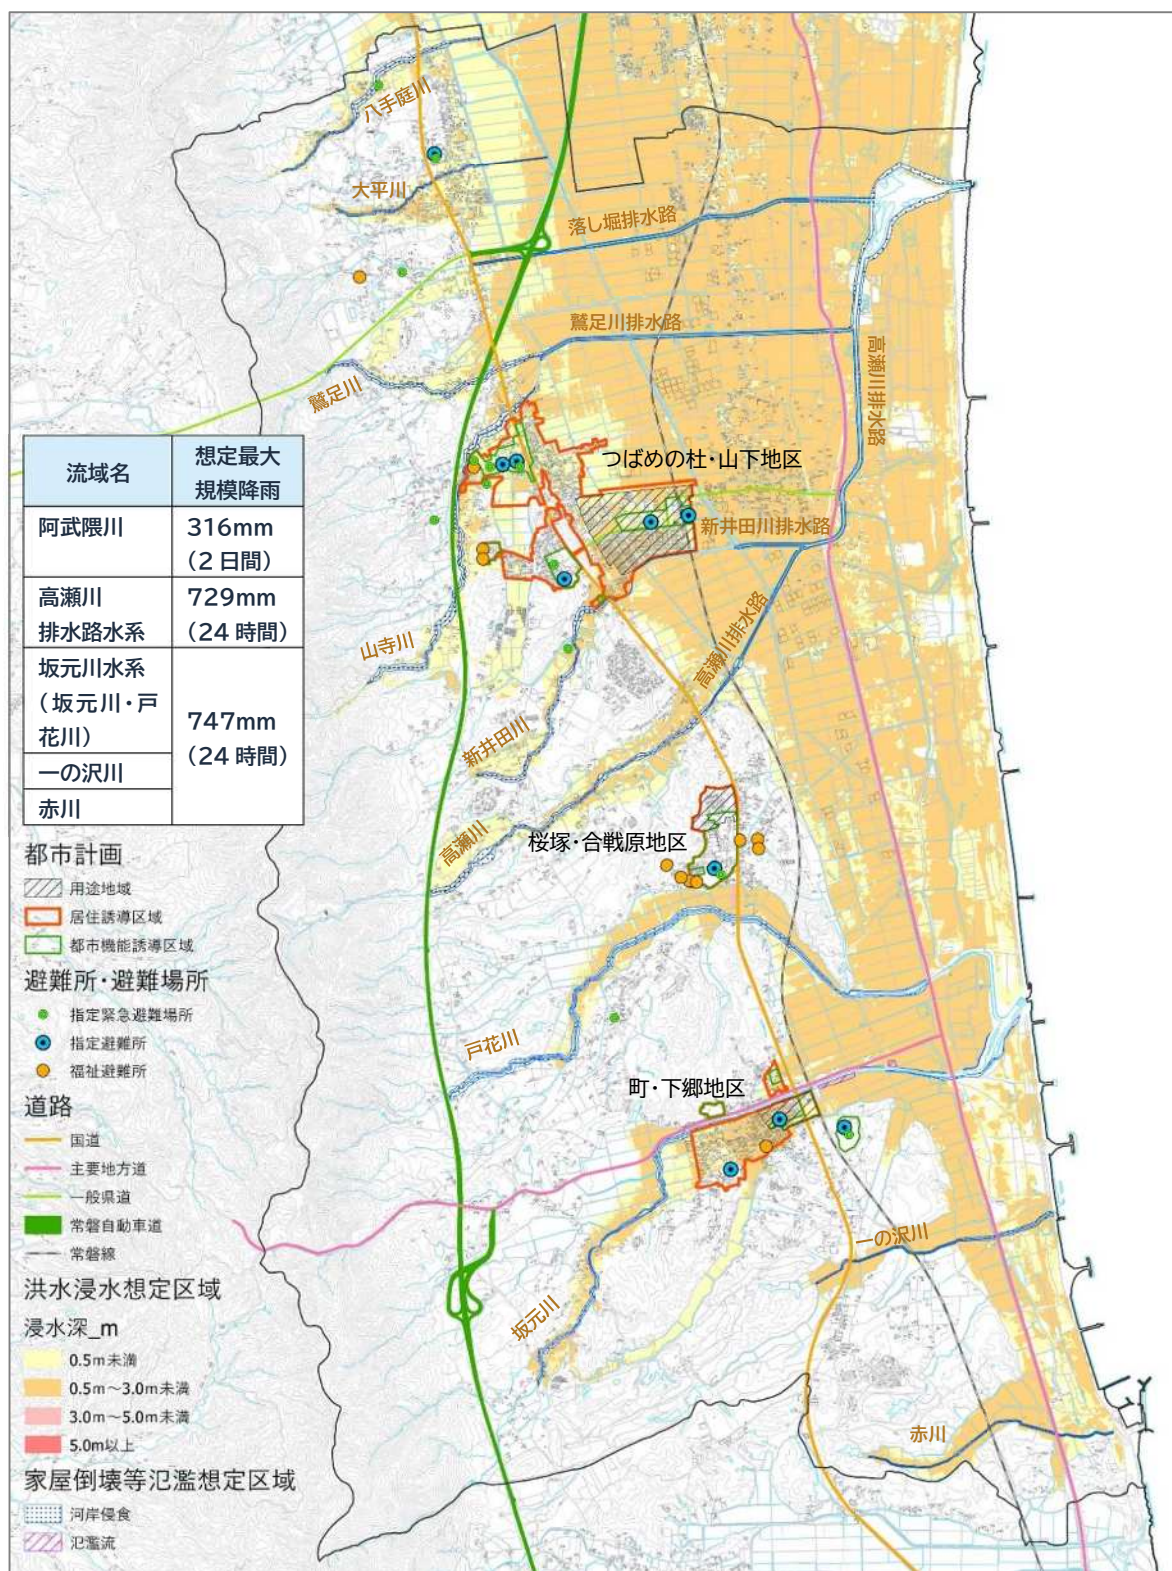 八手庭川
大平川
落し堀排水路
鷲足川排水路
高瀬川排水路
鷲足川
つばめの杜・山下地区
新井田川排水路
山寺川
高瀬川排水路
新井田川
高瀬川
桜塚・合戦原地区
戸花川
町・下郷地区
一の沢川
坂元川
赤川
流域名
想定最大
規模降雨
阿武隈川
316mm
（2日間）
高瀬川
排水路水系
729mm
（24時間）
坂元川水系
（坂元川・戸
花川）
747mm
（24時間）
一の沢川
赤川
都市計画
用途地域
居住誘導区域
都市機能誘導区域
避難所・避難場所
指定緊急避難場所
指定避難所
福祉避難所
道路
国道
主要地方道
一般県道
常磐自動車道
常磐線
洪水浸水想定区域
浸水深_m
0.5m未満
0.5m～3.0m未満
3.0m～5.0m未満
5.0m以上
家屋倒壊等氾濫想定区域
河岸侵食
氾濫流